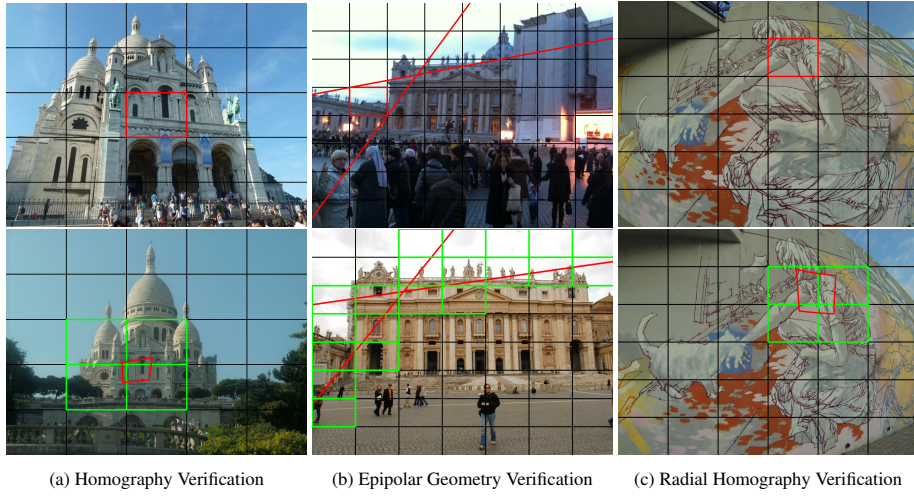 (a) Homography Verification
(b) Epipolar Geometry Verification
(c) Radial Homography Verification